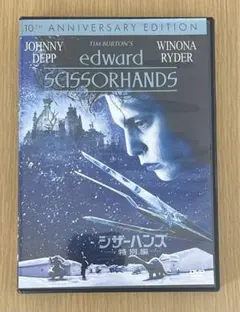 10TH ANNIVERSARY EDITION
JOHNNY DEPP
TIM BURTON'S
WINONA RYDER
edward
SCISSORHANDS
シザーハンズ
特別編